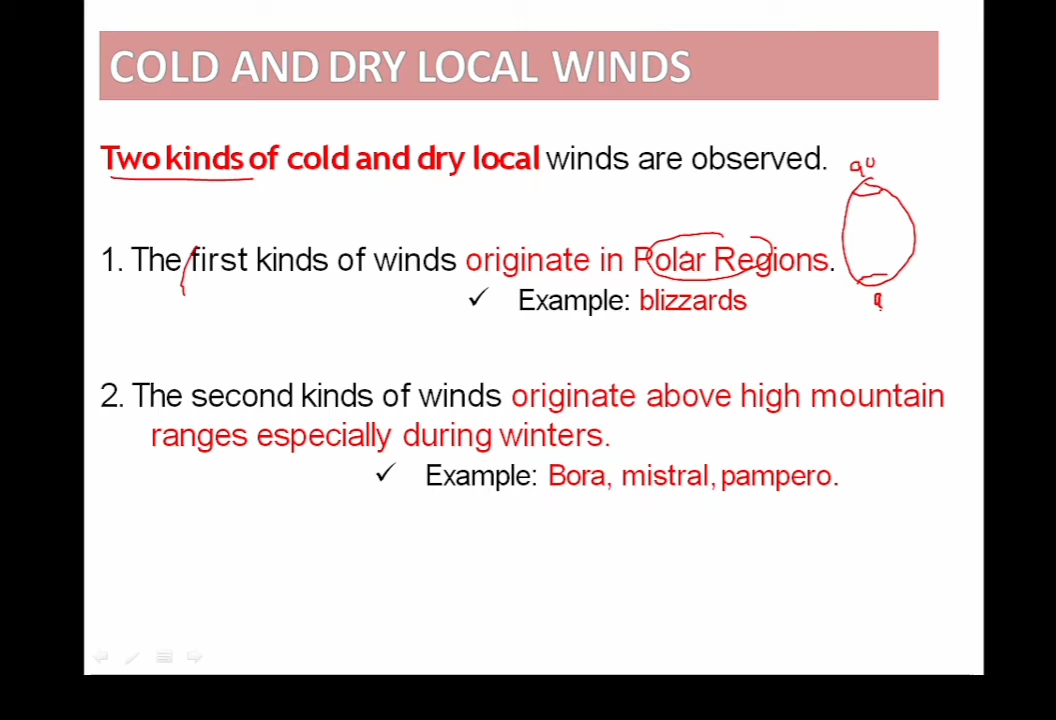 COLD AND DRY LOCAL WINDS
Two kinds of cold and dry local winds are observed.
90
1. The first kinds of winds originate in Polar Regions.
✓ Example: blizzards
2. The second kinds of winds originate above high mountain
ranges especially during winters.
✓ Example: Bora, mistral, pampero.